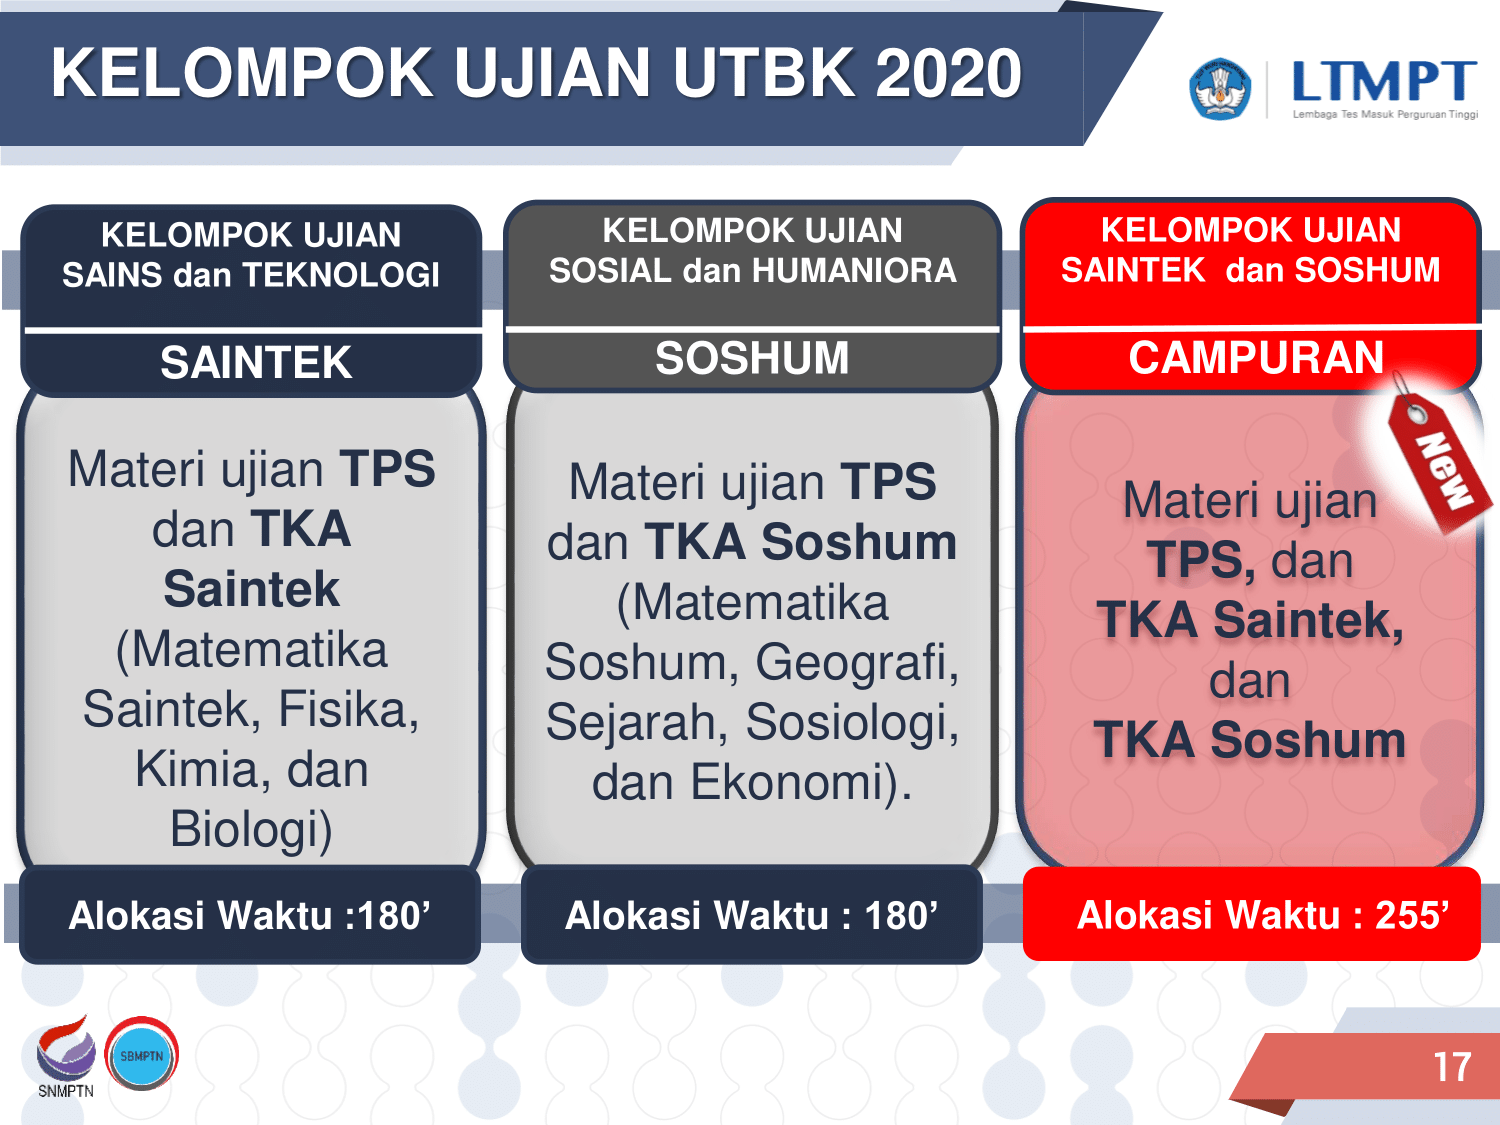 KELOMPOK UJIAN UTBK 2020
LTMPT
Lembaga Tes Masuk Perguruan Tinggi
KELOMPOK UJIAN
SAINS dan TEKNOLOGI
SAINTEK
Materi ujian TPS
dan TKA
Saintek
(Matematika
Saintek, Fisika,
Kimia, dan
Biologi)
Alokasi Waktu :180’
KELOMPOK UJIAN
SOSIAL dan HUMANIORA
SOSHUM
Materi ujian TPS
dan TKA Soshum
(Matematika
Soshum, Geografi,
Sejarah, Sosiologi,
dan Ekonomi).
Alokasi Waktu : 180’
KELOMPOK UJIAN
SAINTEK  dan SOSHUM
CAMPURAN
New
Materi ujian
TPS, dan
TKA Saintek,
dan
TKA Soshum
Alokasi Waktu : 255’
SNMPTN
SBMPTN
17